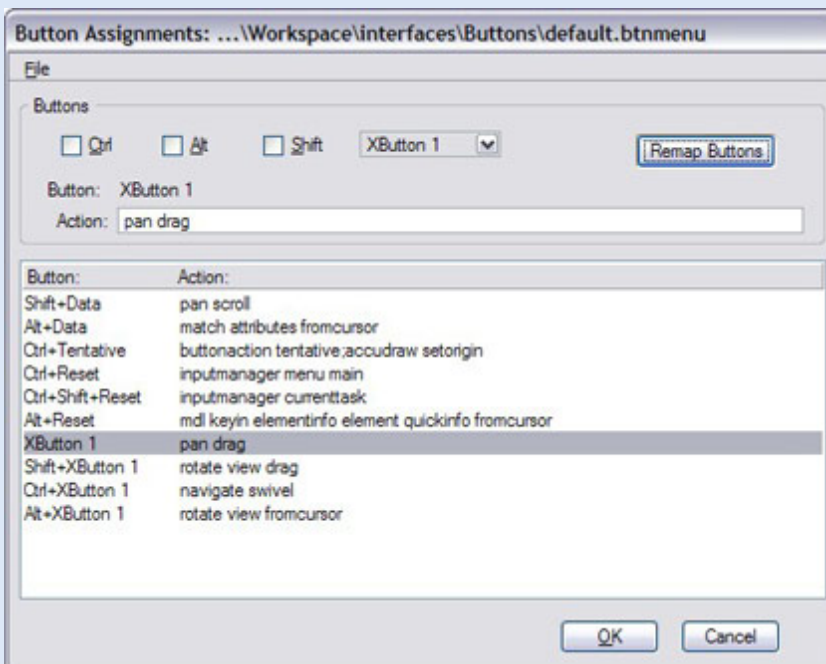 Button Assignments: ...\Workspace\interfaces\Buttons\default.btnmenu
File
Buttons
Ctrl Alt Shift XButton 1 Remap Buttons
Button: XButton 1
Action: pan drag
Button: Action:
Shift+Data pan scroll
Alt+Data match attributes fromcursor
Ctrl+Tentative buttonaction tentative;accudraw setorigin
Ctrl+Reset inputmanager menu main
Ctrl+Shift+Reset inputmanager currenttask
Alt+Reset mdl keyin elementinfo element quickinfo fromcursor
XButton 1 pan drag
Shift+XButton 1 rotate view drag
Ctrl+XButton 1 navigate swivel
Alt+XButton 1 rotate view fromcursor
OK Cancel